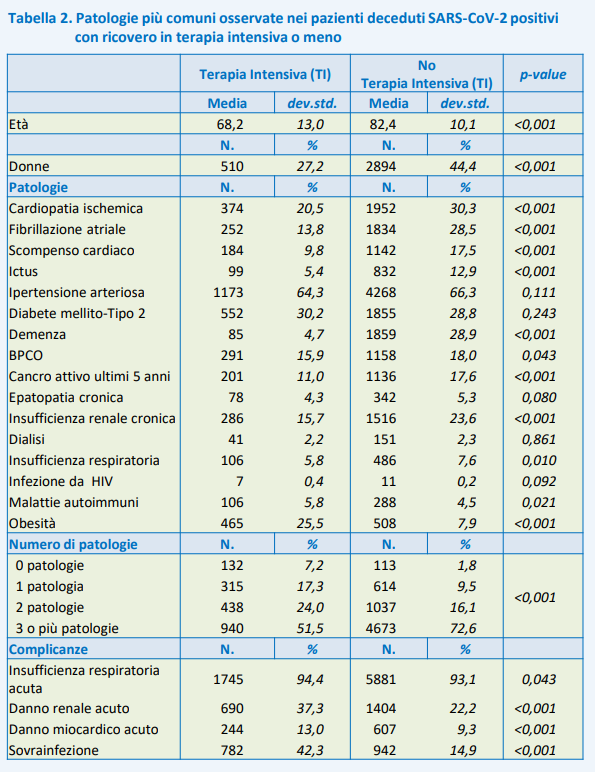 Tabella 2. Patologie più comuni osservate nei pazienti deceduti SARS-CoV-2 positivi
con ricovero in terapia intensiva o meno
Terapia Intensiva (TI) No Terapia Intensiva (TI) p-value
Media dev.std. Media dev.std.
Età 68,2 13,0 82,4 10,1 <0,001
N. % N. %
Donne 510 27,2 2894 44,4 <0,001
Patologie N. % N. %
Cardiopatia ischemica 374 20,5 1952 30,3 <0,001
Fibrillazione atriale 252 13,8 1834 28,5 <0,001
Scompenso cardiaco 184 9,8 1142 17,5 <0,001
Ictus 99 5,4 832 12,9 <0,001
Ipertensione arteriosa 1173 64,3 4268 66,3 0,111
Diabete mellito-Tipo 2 552 30,2 1855 28,8 0,243
Demenza 85 4,7 1859 28,9 <0,001
BPCO 291 15,9 1158 18,0 0,043
Cancro attivo ultimi 5 anni 201 11,0 1136 17,6 <0,001
Epatopatia cronica 78 4,3 342 5,3 0,080
Insufficienza renale cronica 286 15,7 1516 23,6 <0,001
Dialisi 41 2,2 151 2,3 0,861
Insufficienza respiratoria 106 5,8 486 7,6 0,010
Infezione da HIV 7 0,4 11 0,2 0,092
Malattie autoimmuni 106 5,8 288 4,5 0,021
Obesità 465 25,5 508 7,9 <0,001
Numero di patologie N. % N. %
0 patologie 132 7,2 113 1,8
1 patologia 315 17,3 614 9,5
<0,001
2 patologie 438 24,0 1037 16,1
3 o più patologie 940 51,5 4673 72,6
Complicanze N. % N. %
Insufficienza respiratoria
acuta 1745 94,4 5881 93,1 0,043
Danno renale acuto 690 37,3 1404 22,2 <0,001
Danno miocardico acuto 244 13,0 607 9,3 <0,001
Sovrainfezione 782 42,3 942 14,9 <0,001